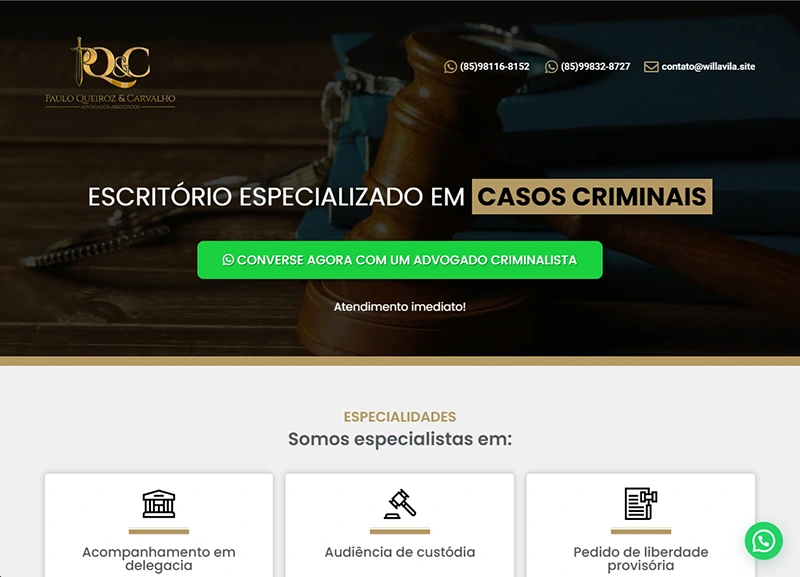 PQ&C
PAULO QUEIROZ & CARVALHO
ADVOGADOS ASSOCIADOS
(85)98116-8152 (85)99832-8727 contato@willavila.site
ESCRITÓRIO ESPECIALIZADO EM CASOS CRIMINAIS
CONVERSE AGORA COM UM ADVOGADO CRIMINALISTA
Atendimento imediato!
ESPECIALIDADES
Somos especialistas em:
Acompanhamento em
delegacia
Audiência de custódia
Pedido de liberdade
provisória